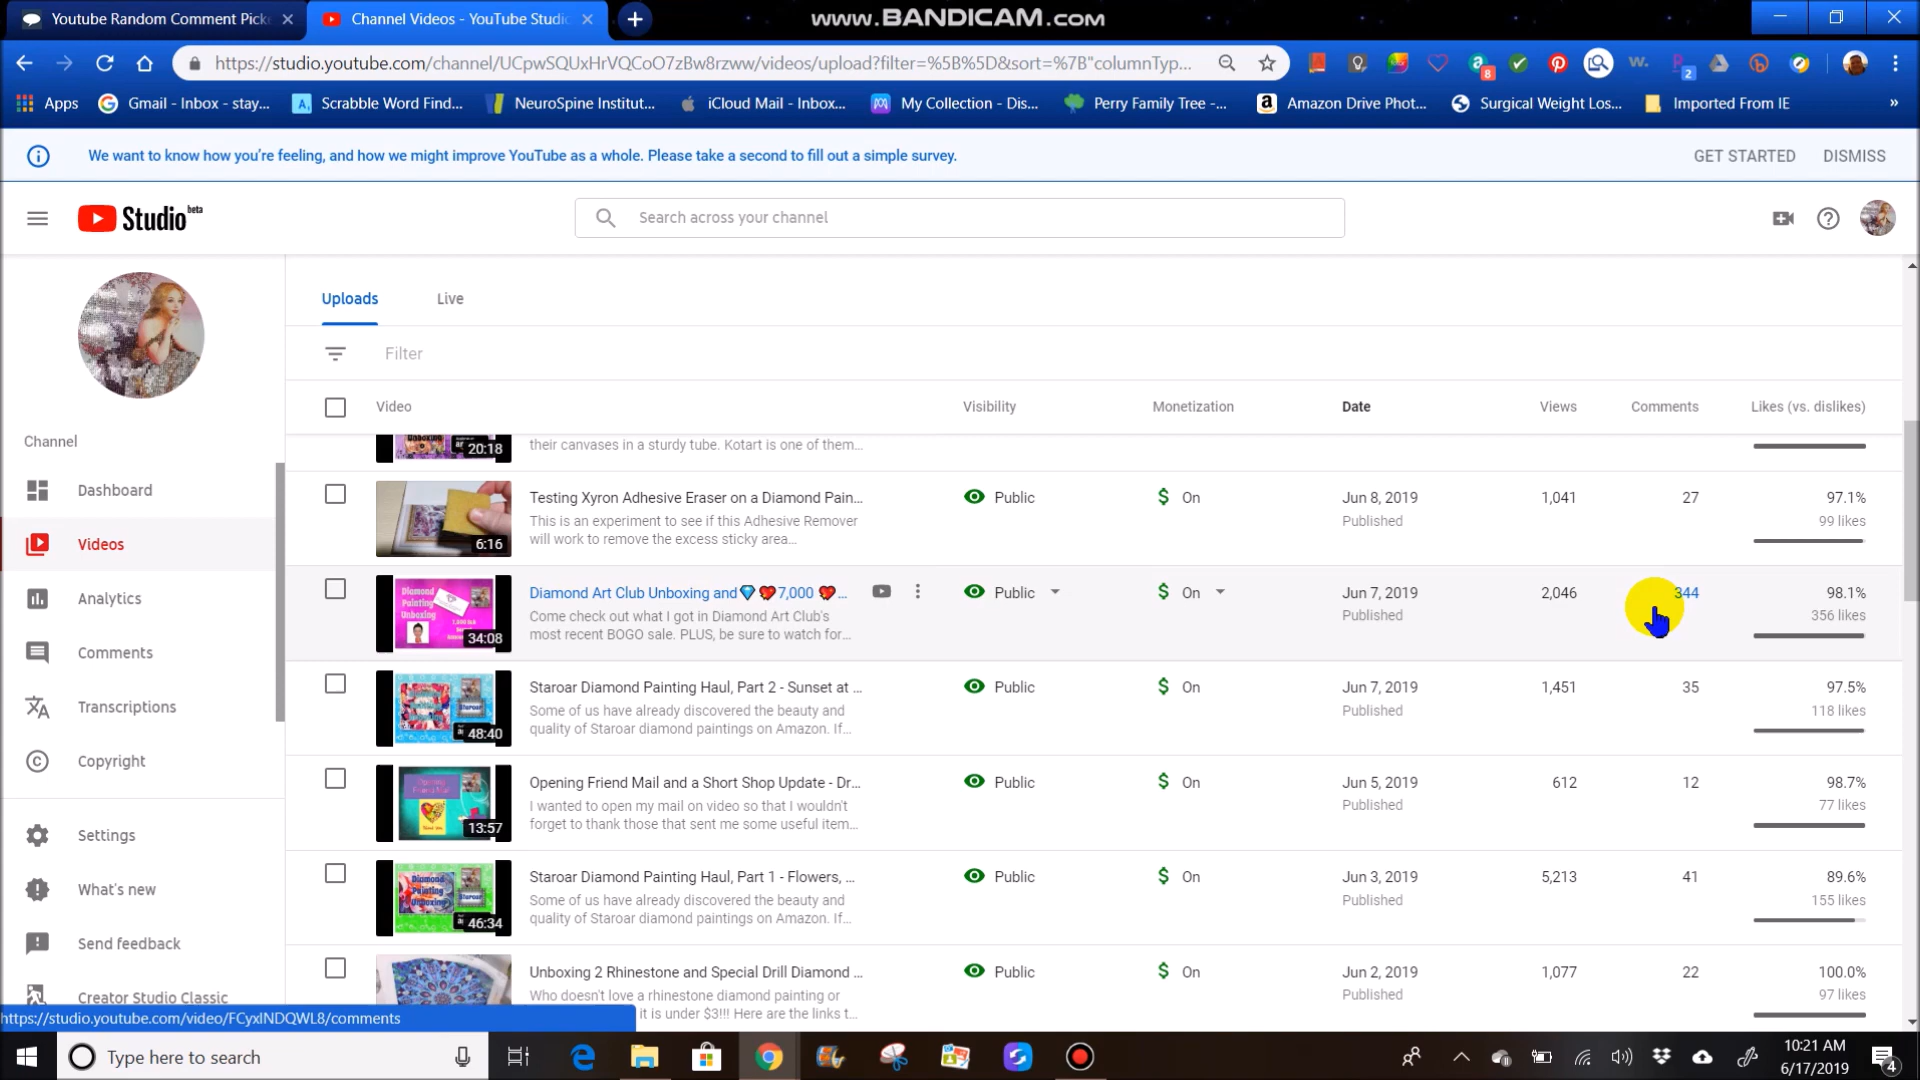 Youtube Random Comment Pick
Channel Videos - YouTube Studio
www.BANDICAM.com
https://studio.youtube.com/channel/UCpwSQUxHrVQCoO7zBw8rzww/videos/upload?filter=%5B%5D&sort=%7B"columnTyp...
Apps
Gmail - Inbox - stay...
Scrabble Word Find...
NeuroSpine Institut...
iCloud Mail - Inbox...
My Collection - Dis...
Perry Family Tree -...
Amazon Drive Phot...
Surgical Weight Los...
Imported From IE
We want to know how you're feeling, and how we might improve YouTube as a whole. Please take a second to fill out a simple survey.
GET STARTED
DISMISS
Studio beta
Search across your channel
Uploads
Live
Filter
Video
Visibility
Monetization
Date
Views
Comments
Likes (vs. dislikes)
20:18
their canvases in a sturdy tube. Kotart is one of them...
Testing Xyron Adhesive Eraser on a Diamond Pain...
This is an experiment to see if this Adhesive Remover
will work to remove the excess sticky area...
6:16
Public
On
Jun 8, 2019
Published
1,041
27
97.1%
99 likes
Diamond Painting Unboxing
34:08
Diamond Art Club Unboxing and 7,000 ...
Come check out what I got in Diamond Art Club's
most recent BOGO sale. PLUS, be sure to watch for...
Public
On
Jun 7, 2019
Published
2,046
344
98.1%
356 likes
48:40
Staroar Diamond Painting Haul, Part 2 - Sunset at ...
Some of us have already discovered the beauty and
quality of Staroar diamond paintings on Amazon. If...
Public
On
Jun 7, 2019
Published
1,451
35
97.5%
118 likes
13:57
Opening Friend Mail and a Short Shop Update - Dr...
I wanted to open my mail on video so that I wouldn't
forget to thank those that sent me some useful item...
Public
On
Jun 5, 2019
Published
612
12
98.7%
77 likes
Diamond Painting Unboxing
46:34
Staroar Diamond Painting Haul, Part 1 - Flowers, ...
Some of us have already discovered the beauty and
quality of Staroar diamond paintings on Amazon. If...
Public
On
Jun 3, 2019
Published
5,213
41
89.6%
155 likes
Unboxing 2 Rhinestone and Special Drill Diamond ...
Who doesn't love a rhinestone diamond painting or
it is under $3!!! Here are the links t...
Public
On
Jun 2, 2019
Published
1,077
22
100.0%
97 likes
Channel
Dashboard
Videos
Analytics
Comments
Transcriptions
Copyright
Settings
What's new
Send feedback
Creator Studio Classic
https://studio.youtube.com/video/FCyxlNDQWL8/comments
Type here to search
10:21 AM
6/17/2019
4